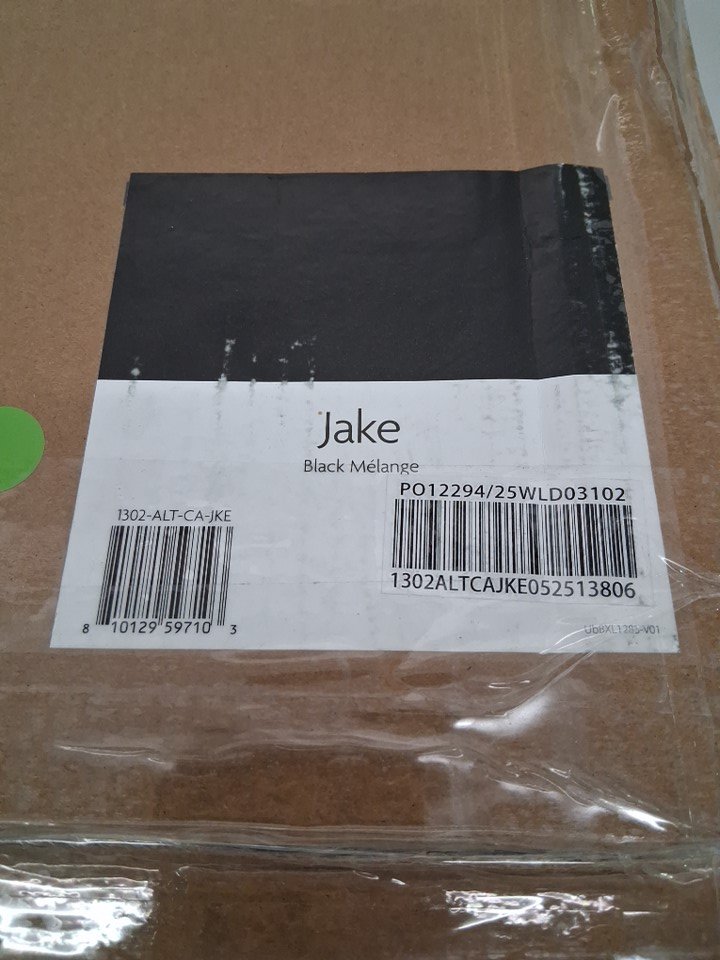 Jake
Black Mélange
PO12294/25WLD03102
1302-ALT-CA-JKE
1302ALTCAJKE052513806
8 10129 59710 3